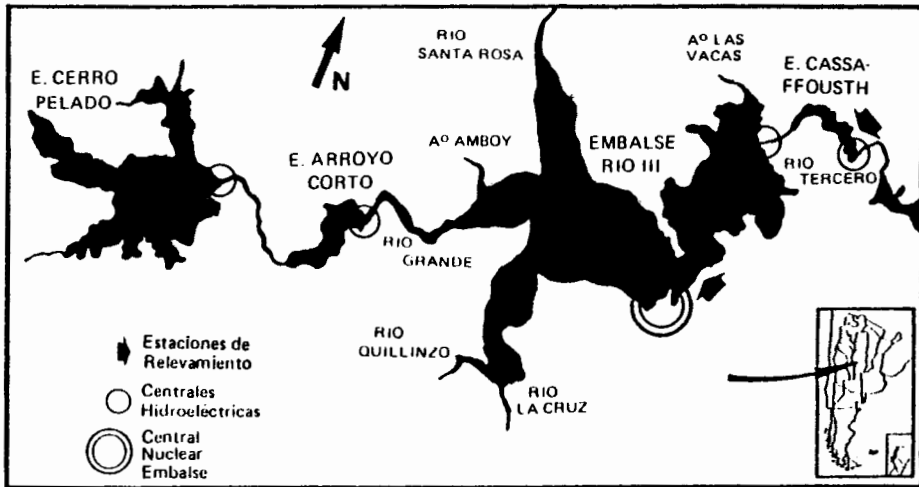 RIO
SANTA ROSA
Aº LAS
VACAS
E. CASSA-
FFOUSTH
E. CERRO
PELADO
N
Aº AMBOY
EMBALSE
RIO III
E. ARROYO
CORTO
RIO
TERCERO
RIO
GRANDE
RIO
QUILLINZO
RIO
LA CRUZ
Estaciones de
Relevamiento
Centrales
Hidroeléctricas
Central
Nuclear
Embalse